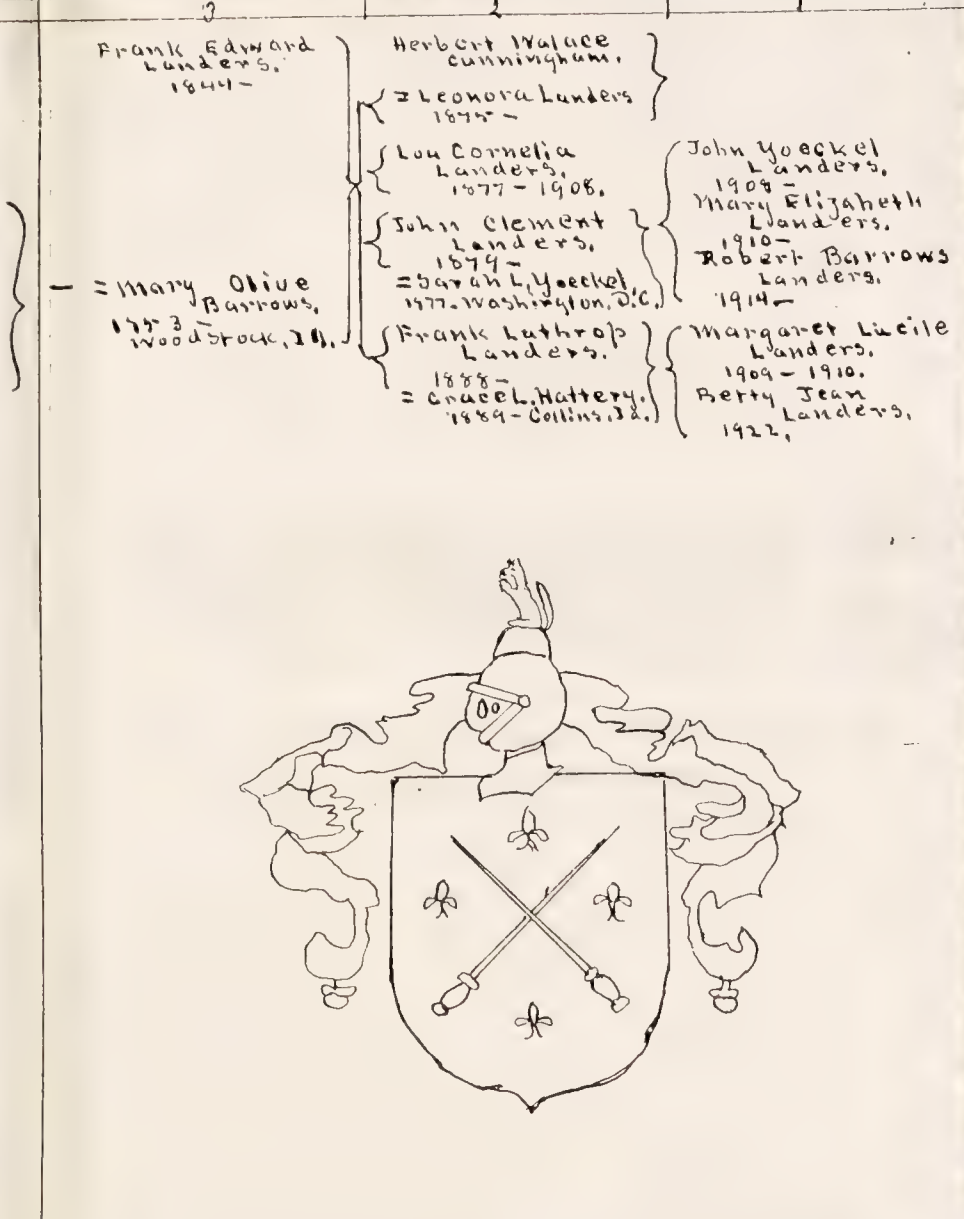 3
2
1
Frank Edward
Landers.
1844-
= Mary Olive
Barrows.
1853 -
Woodstock, Ill.
Herbert Walace
Cunningham.
= Leonora Landers
1875 -
Lou Cornelia
Landers.
1877 - 1908.
John Clement
Landers.
1879 -
= Sarah L. Yoeckel.
1877. Washington, D.C.
Frank Lathrop
Landers.
1888 -
= Grace L. Hattery.
1889 - Collins, Ia.
John Yoeckel
Landers.
1908 -
Mary Elizabeth
Landers.
1910 -
Robert Barrows
Landers.
1914 -
Margaret Lucile
Landers.
1909 - 1910.
Betty Jean
Landers.
1922.